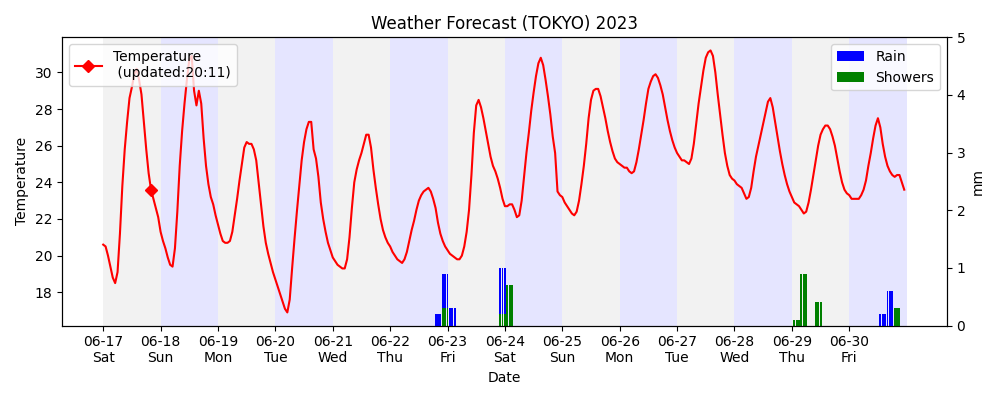 Weather Forecast (TOKYO) 2023
Temperature
(updated:20:11)
Rain
Showers
Temperature
30
28
26
24
22
20
18
5
4
3
2
1
0
mm
06-17 06-18 06-19 06-20 06-21 06-22 06-23 06-24 06-25 06-26 06-27 06-28 06-29 06-30
Sat Sun Mon Tue Wed Thu Fri Sat Sun Mon Tue Wed Thu Fri
Date